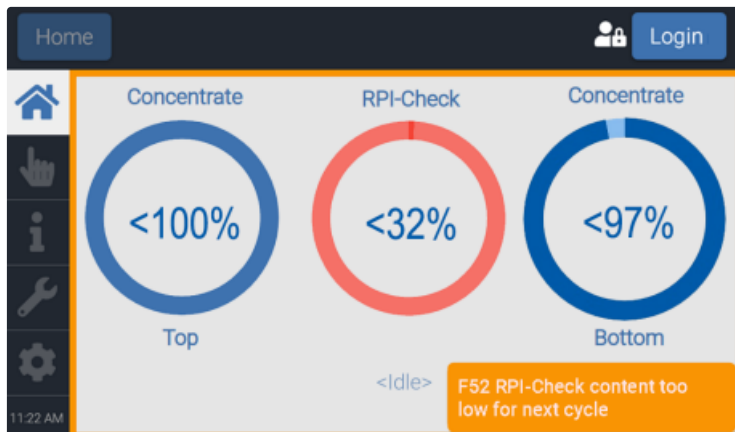 Home
Login
Concentrate
RPI-Check
Concentrate
<100%
<32%
<97%
Top
Bottom
<Idle>
F52 RPI-Check content too
low for next cycle
11:22 AM